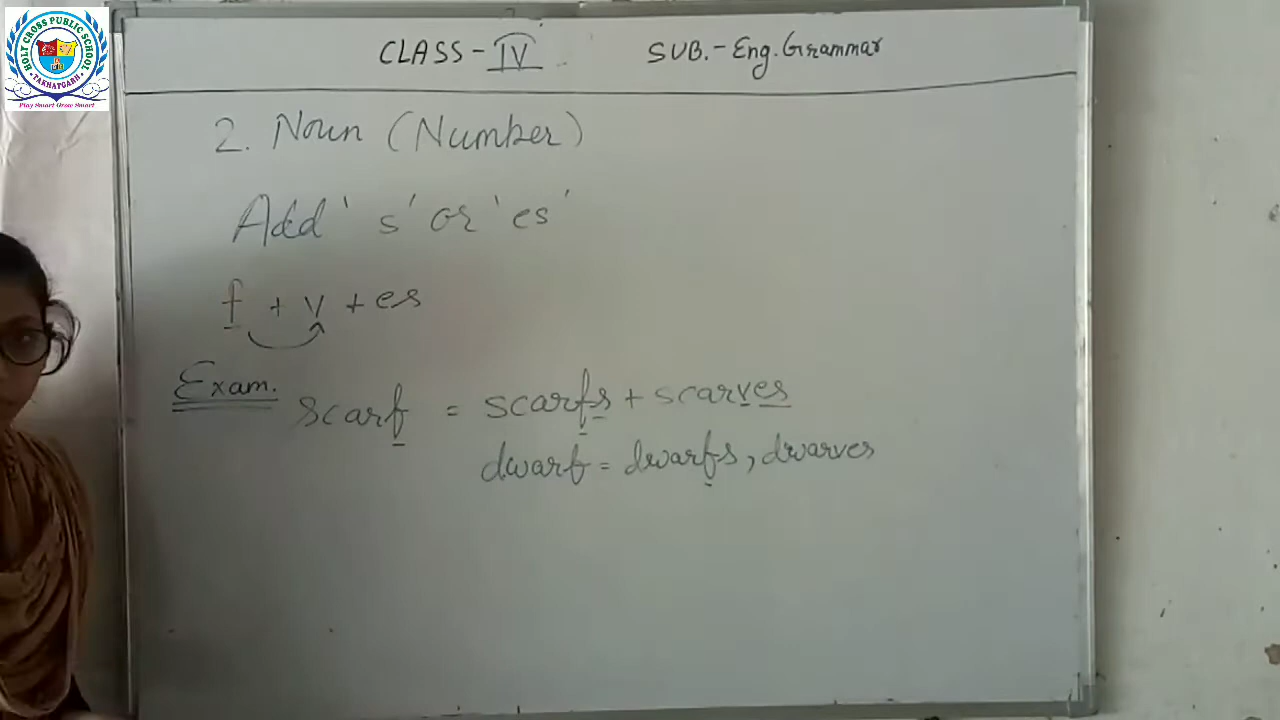 HOLY CROSS PUBLIC SCHOOL
TAKHATGARH
Play Smart Grow Smart
CLASS - IV SUB.- Eng. Grammar
2. Noun (Number)
Add 's' or 'es'
f + v + es
Exam. scarf = scarfs + scarves
dwarf = dwarfs, dwarves